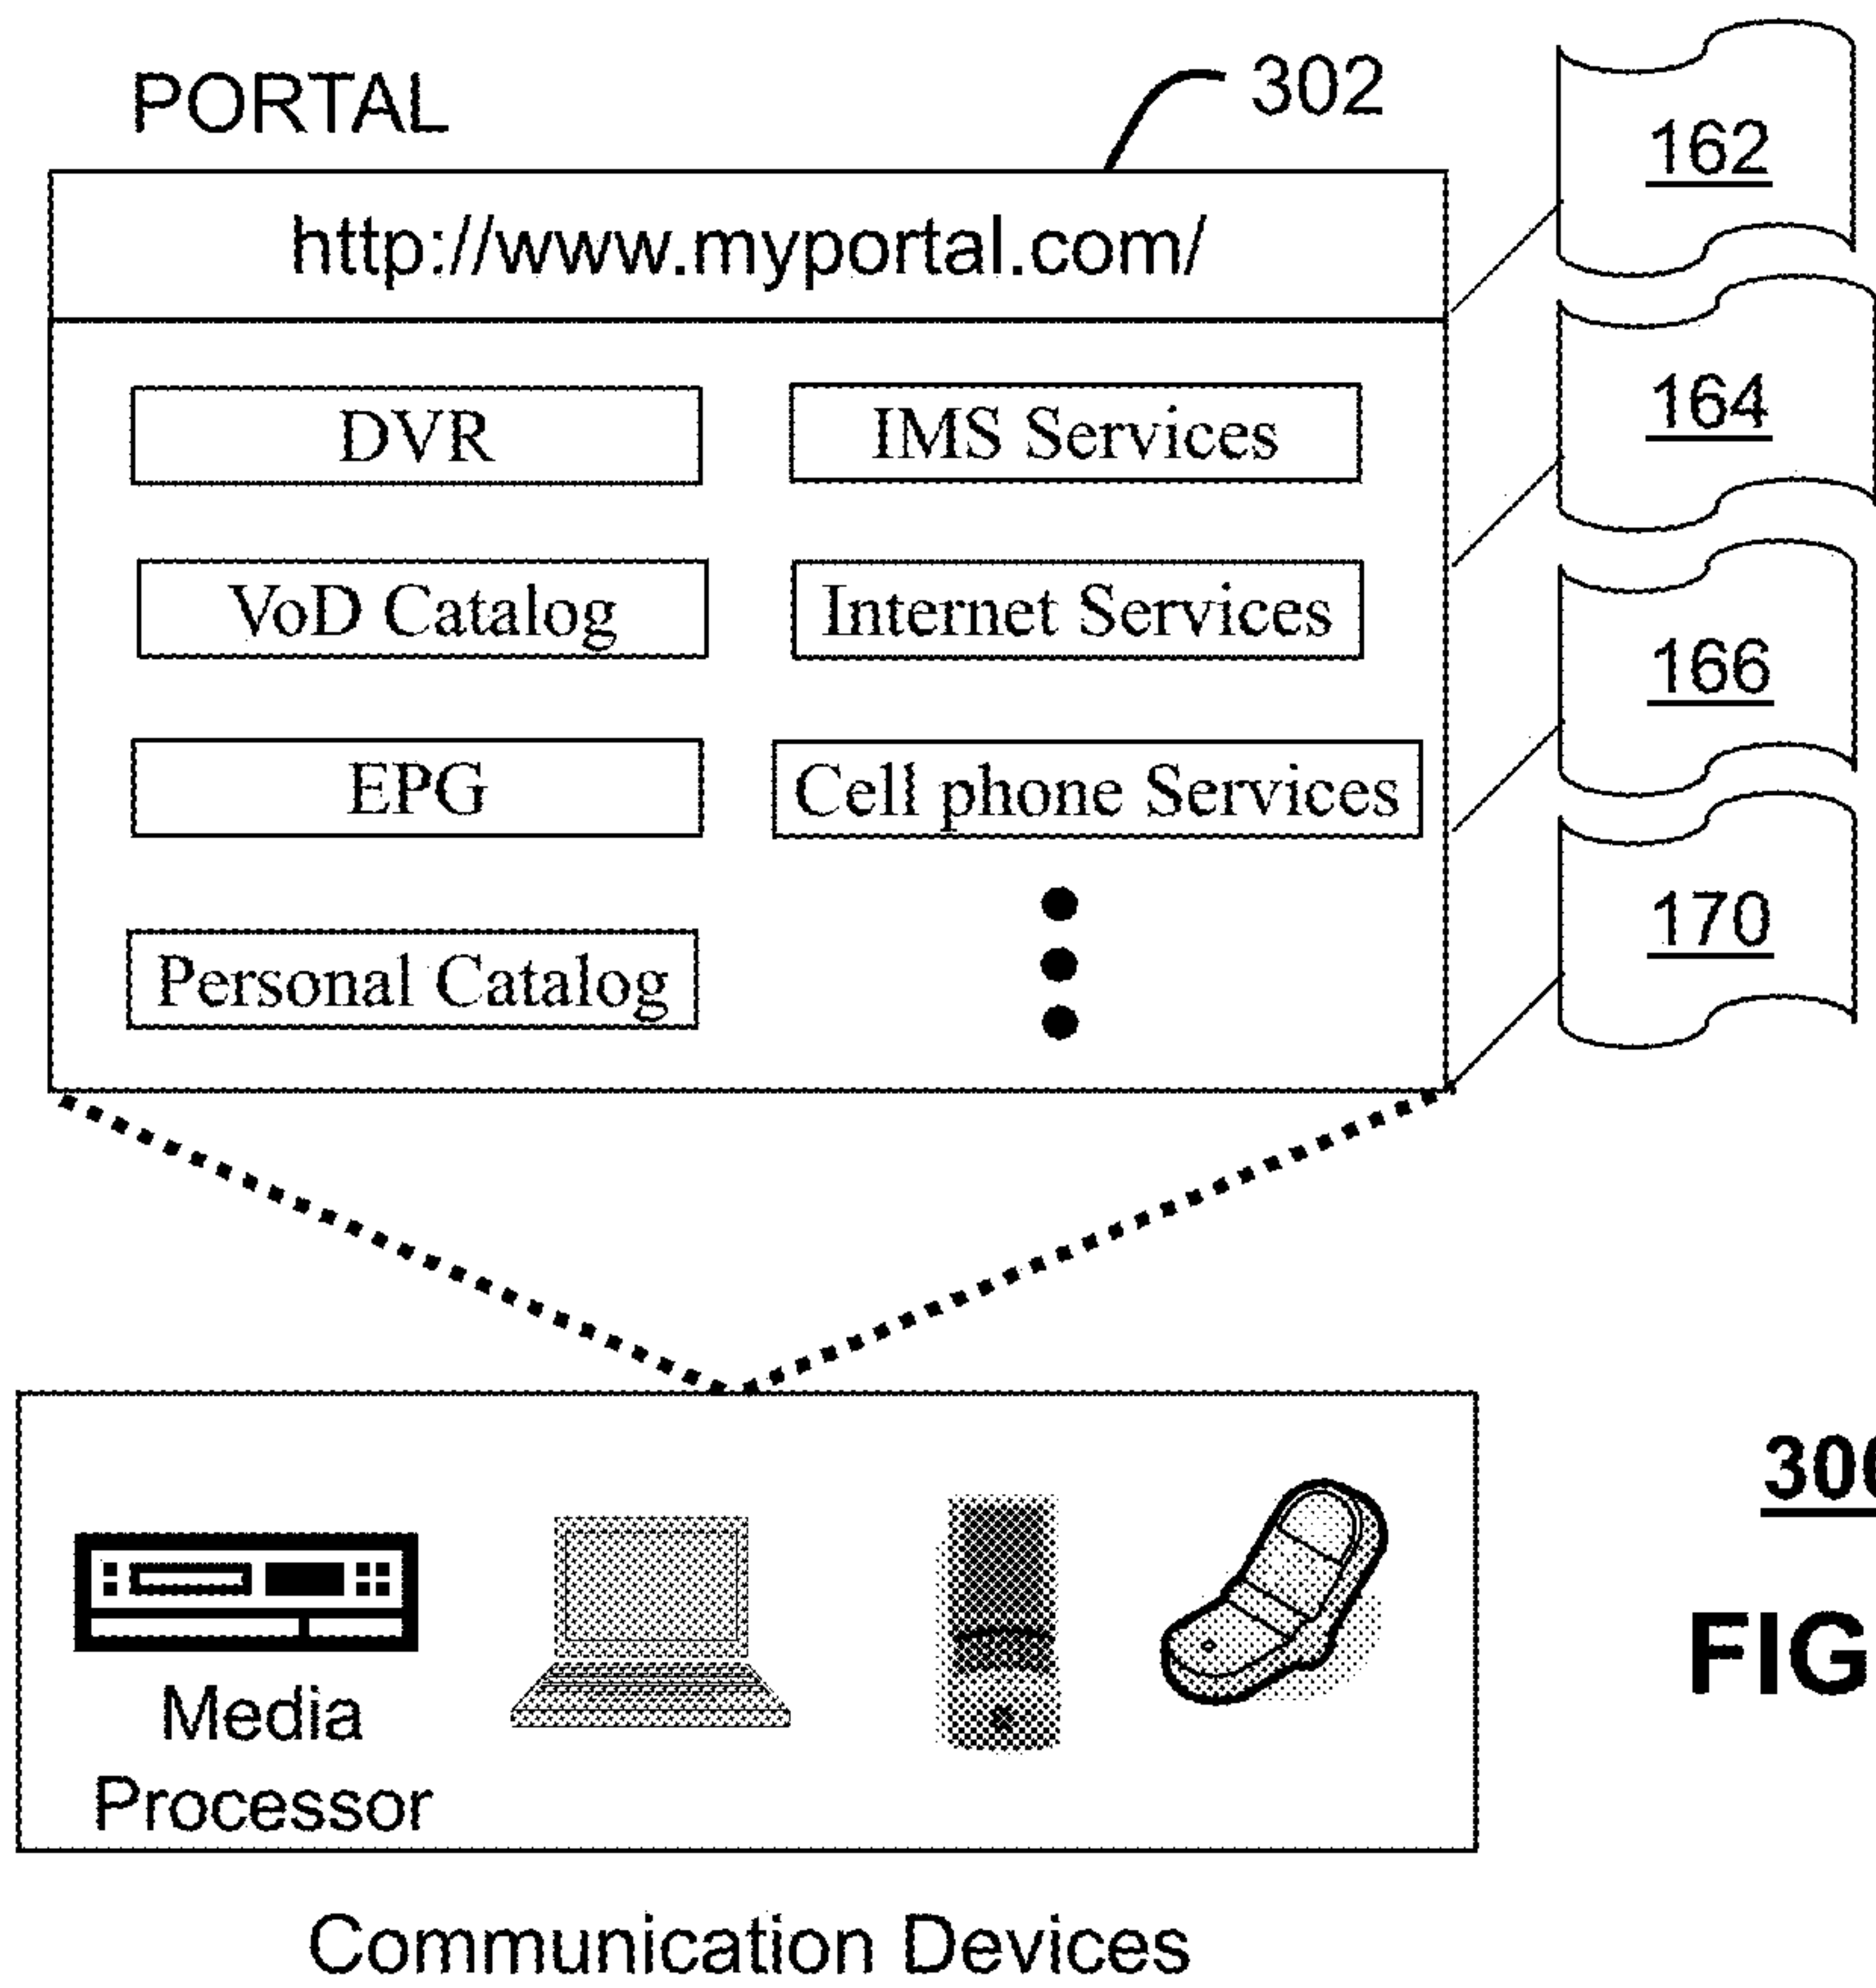 PORTAL
302
http://www.myportal.com/
DVR
IMS Services
VoD Catalog
Internet Services
EPG
Cell phone Services
Personal Catalog
162
164
166
170
Media
Processor
Communication Devices
FIG